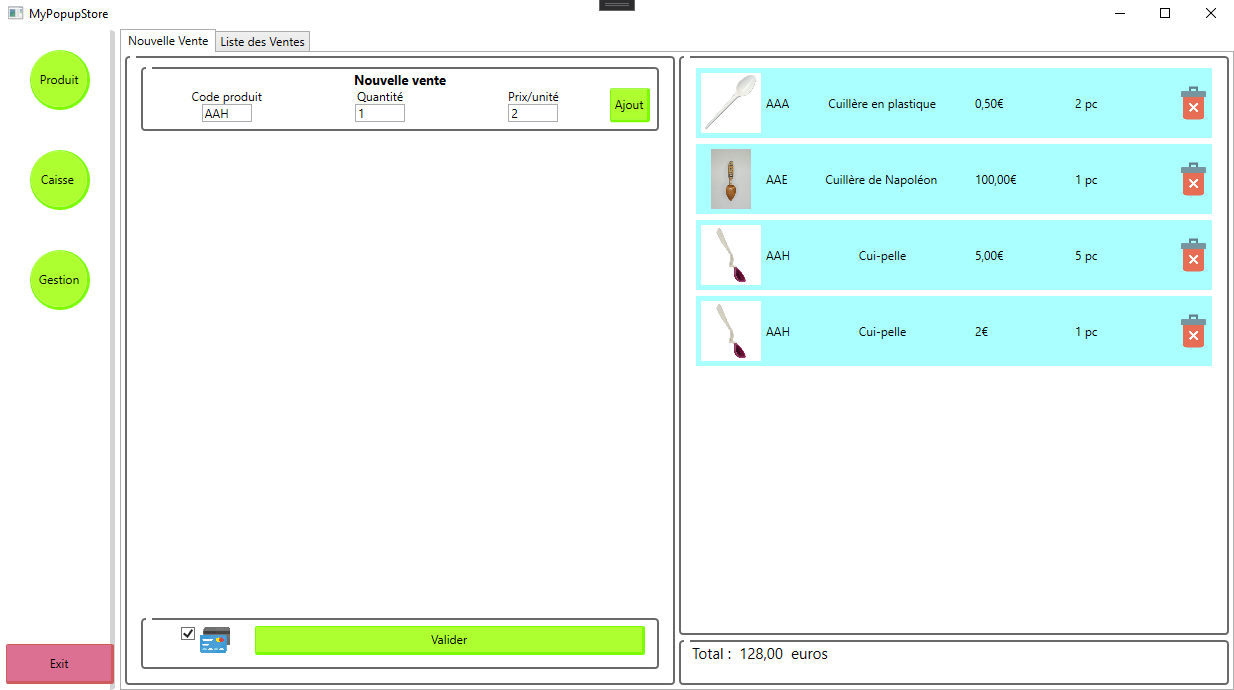 MyPopupStore
Nouvelle Vente Liste des Ventes
Produit
Caisse
Gestion
Exit
Nouvelle vente
Code produit Quantité Prix/unité
AAH 1 2 Ajout
Valider
AAA Cuillère en plastique 0,50€ 2 pc
AAE Cuillère de Napoléon 100,00€ 1 pc
AAH Cui-pelle 5,00€ 5 pc
AAH Cui-pelle 2€ 1 pc
Total : 128,00 euros